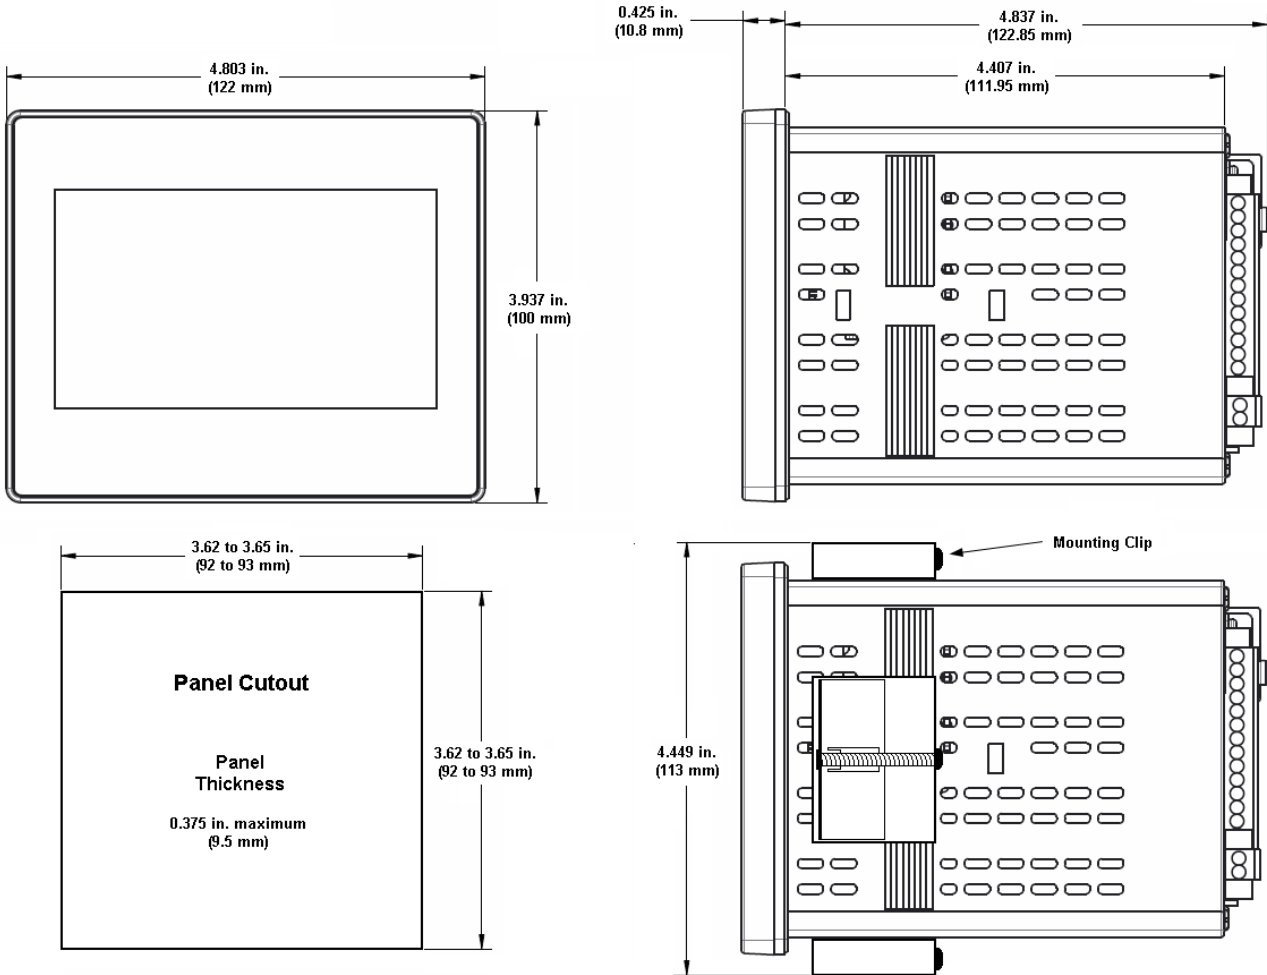 0.425 in.
(10.8 mm)
4.837 in.
(122.85 mm)
4.803 in.
(122 mm)
4.407 in.
(111.95 mm)
3.937 in.
(100 mm)
3.62 to 3.65 in.
(92 to 93 mm)
Mounting Clip
Panel Cutout
Panel
Thickness
0.375 in. maximum
(9.5 mm)
3.62 to 3.65 in.
(92 to 93 mm)
4.449 in.
(113 mm)